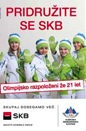 PRIDRUŽITE
SE SKB
Olimpijsko razpoloženi že 21 let
SKUPAJ DOSEGAMO VEČ
SKB